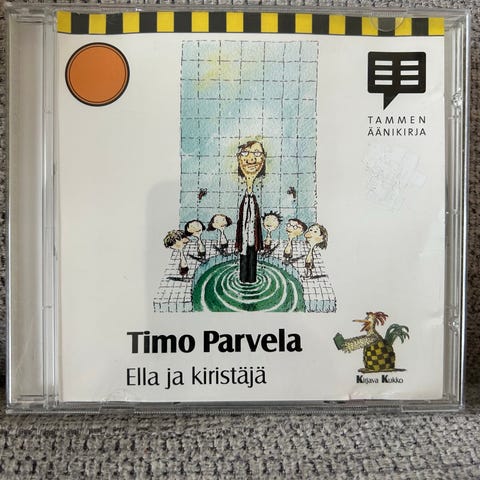 TAMMEN
ÄÄNIKIRJA
Timo Parvela
Ella ja kiristäjä
Kirjava Kukko